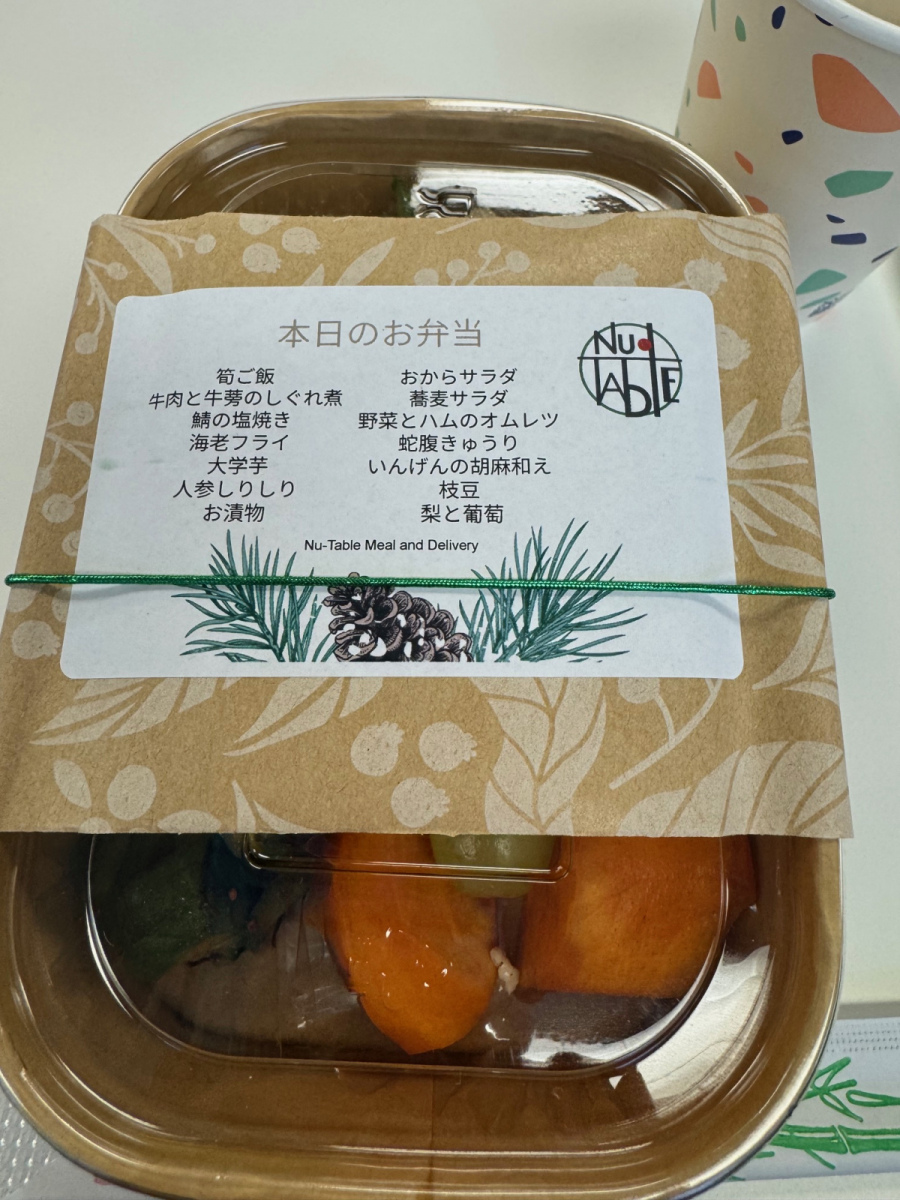 本日のお弁当
Nu
TAblE
筍ご飯
牛肉と牛蒡のしぐれ煮
鯖の塩焼き
海老フライ
大学芋
人参しりしり
お漬物
おからサラダ
蕎麦サラダ
野菜とハムのオムレツ
蛇腹きゅうり
いんげんの胡麻和え
枝豆
梨と葡萄
Nu-Table Meal and Delivery